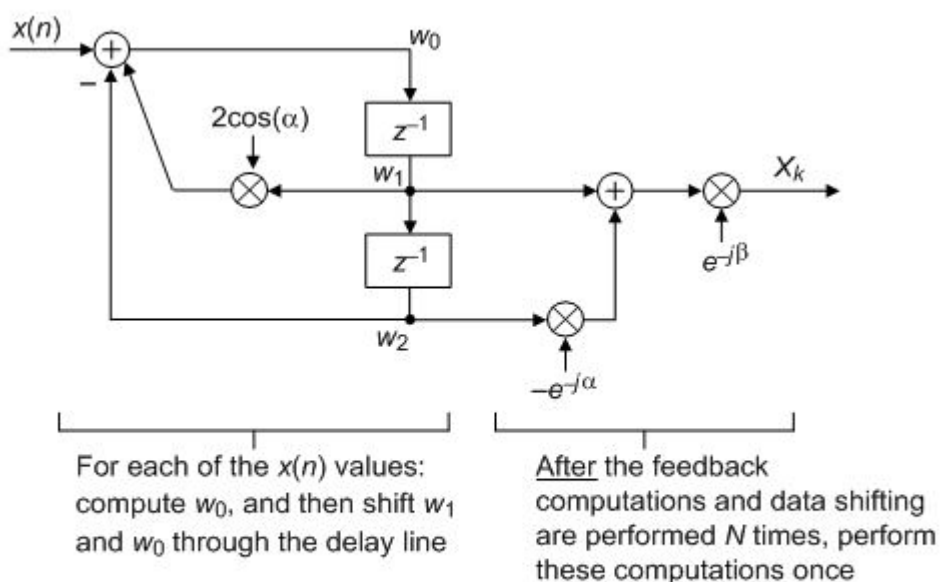 x(n)
+
w₀
–
2cos(α)
z⁻¹
w₁
+
X_k
z⁻¹
e^{–jβ}
w₂
–e^{–jα}
For each of the x(n) values:
compute w₀, and then shift w₁
and w₀ through the delay line
After the feedback
computations and data shifting
are performed N times, perform
these computations once